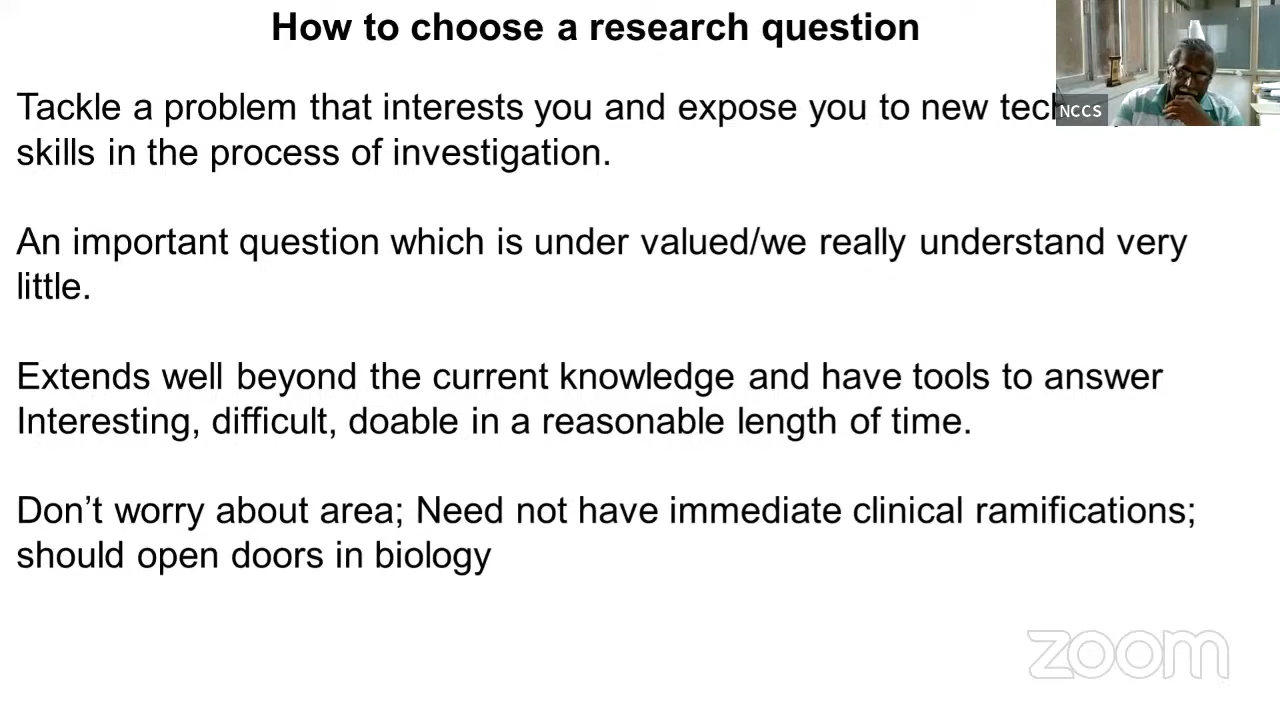 How to choose a research question
Tackle a problem that interests you and expose you to new
skills in the process of investigation.
An important question which is under valued/we really understand very
little.
Extends well beyond the current knowledge and have tools to answer
Interesting, difficult, doable in a reasonable length of time.
Don’t worry about area; Need not have immediate clinical ramifications;
should open doors in biology
NCCS
zoom